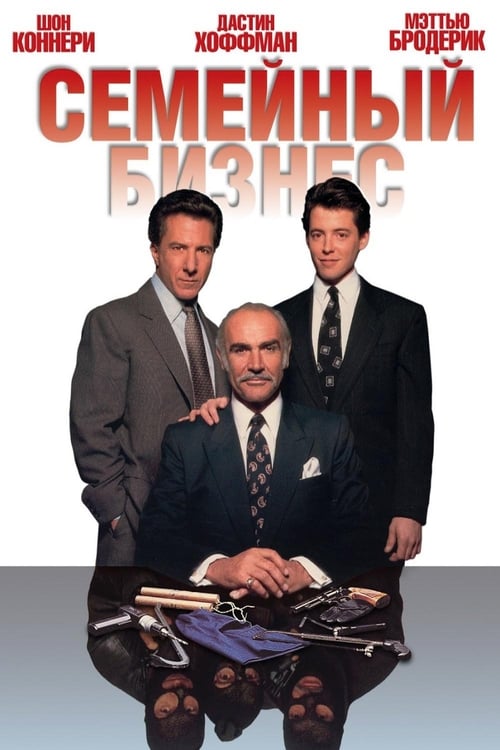 ШОН
КОННЕРИ
ДАСТИН
ХОФФМАН
МЭТТЬЮ
БРОДЕРИК
СЕМЕЙНЫЙ
БИЗНЕС